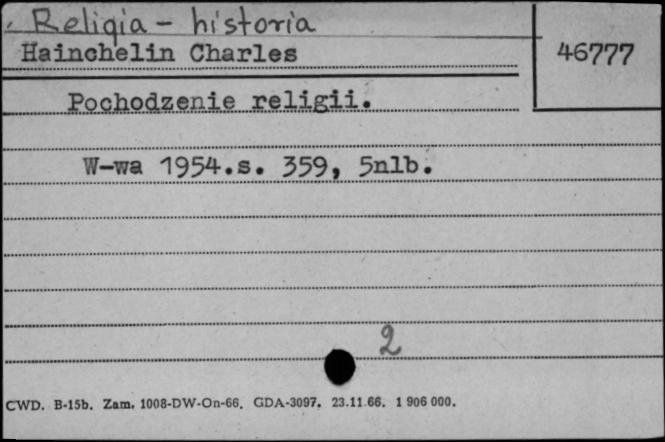 Religia - historia
Hainchelin Charles
46777
Pochodzenie religii.
W-wa 1954.s. 359, 5nlb.
2
CWD. B-15b. Zam. 1008-DW-On-66. GDA-3097. 23.11.66. 1 906 000.